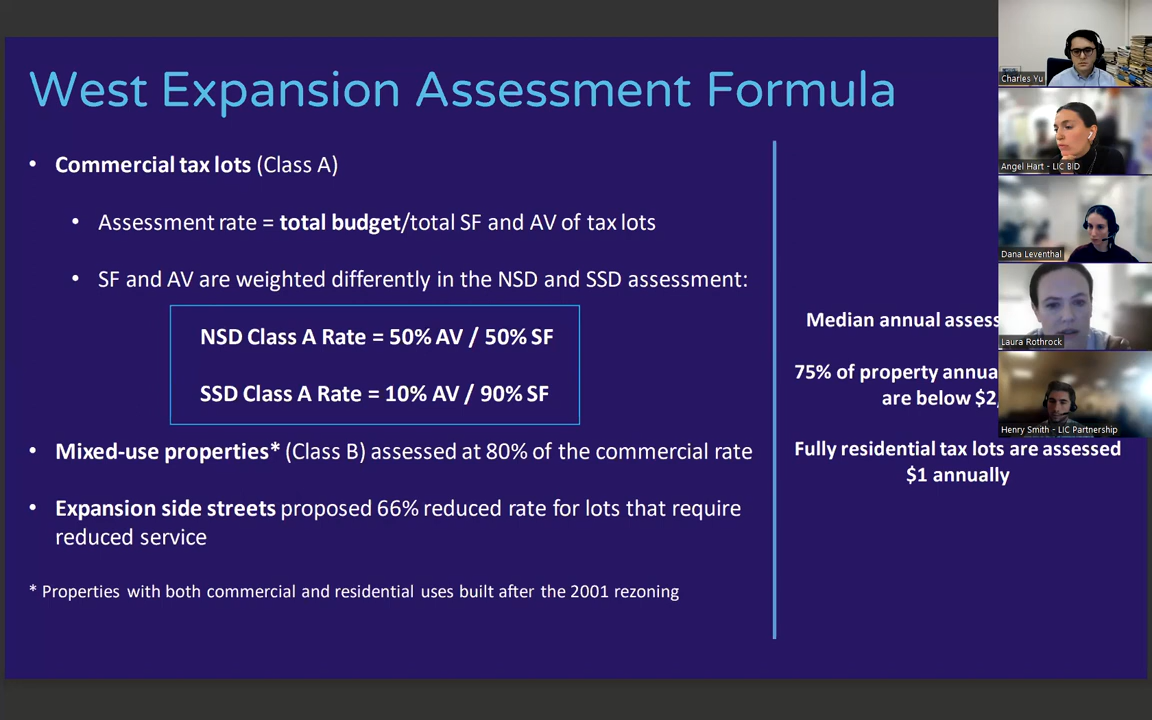 West Expansion Assessment Formula
• Commercial tax lots (Class A)
• Assessment rate = total budget/total SF and AV of tax lots
• SF and AV are weighted differently in the NSD and SSD assessment:
NSD Class A Rate = 50% AV / 50% SF
SSD Class A Rate = 10% AV / 90% SF
• Mixed-use properties* (Class B) assessed at 80% of the commercial rate
• Expansion side streets proposed 66% reduced rate for lots that require
reduced service
* Properties with both commercial and residential uses built after the 2001 rezoning
Median annual
75% of property
are below
Fully residential tax lots are assessed
$1 annually
Charles Yu
Angel Hart - LIC BID
Dana Leventhal
Laura Rothrock
Henry Smith - LIC Partnership